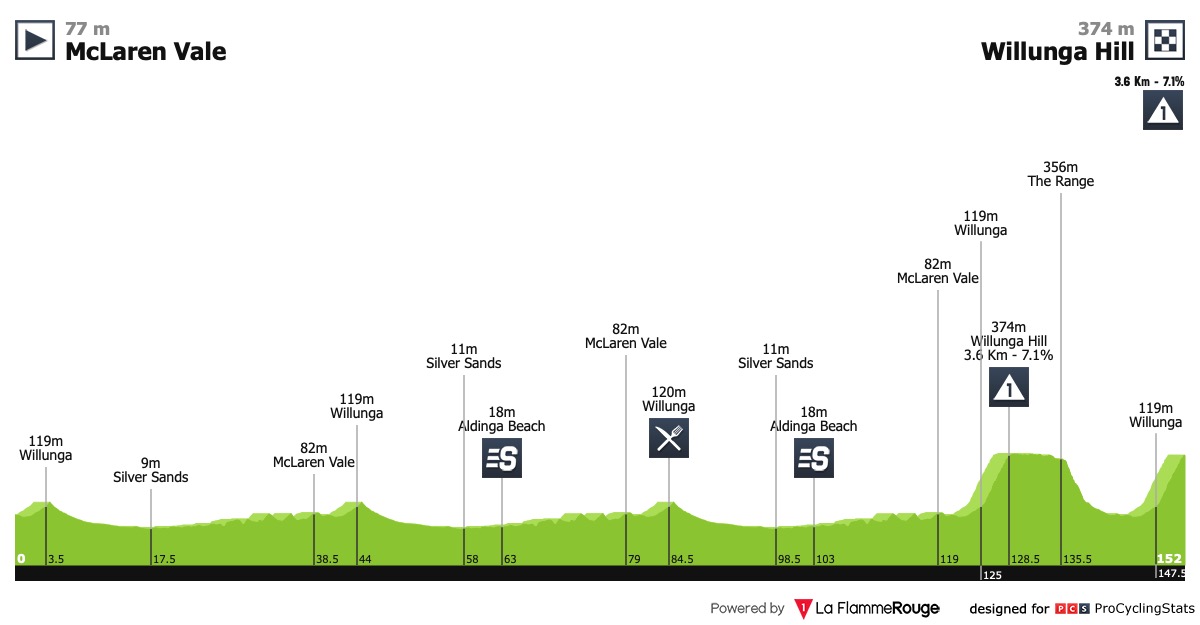 77 m
McLaren Vale
374 m
Willunga Hill
3.6 Km - 7.1%
1
356m
The Range
119m
Willunga
82m
McLaren Vale
374m
Willunga Hill
3.6 Km - 7.1%
1
82m
McLaren Vale
11m
Silver Sands
11m
Silver Sands
120m
Willunga
119m
Willunga
18m
Aldinga Beach
S
18m
Aldinga Beach
S
119m
Willunga
119m
Willunga
82m
McLaren Vale
9m
Silver Sands
0 3.5 17.5 38.5 44 58 63 79 84.5 98.5 103 119 128.5 135.5 152
125 147.5
Powered by 1 La FlammeRouge designed for PCS ProCyclingStats